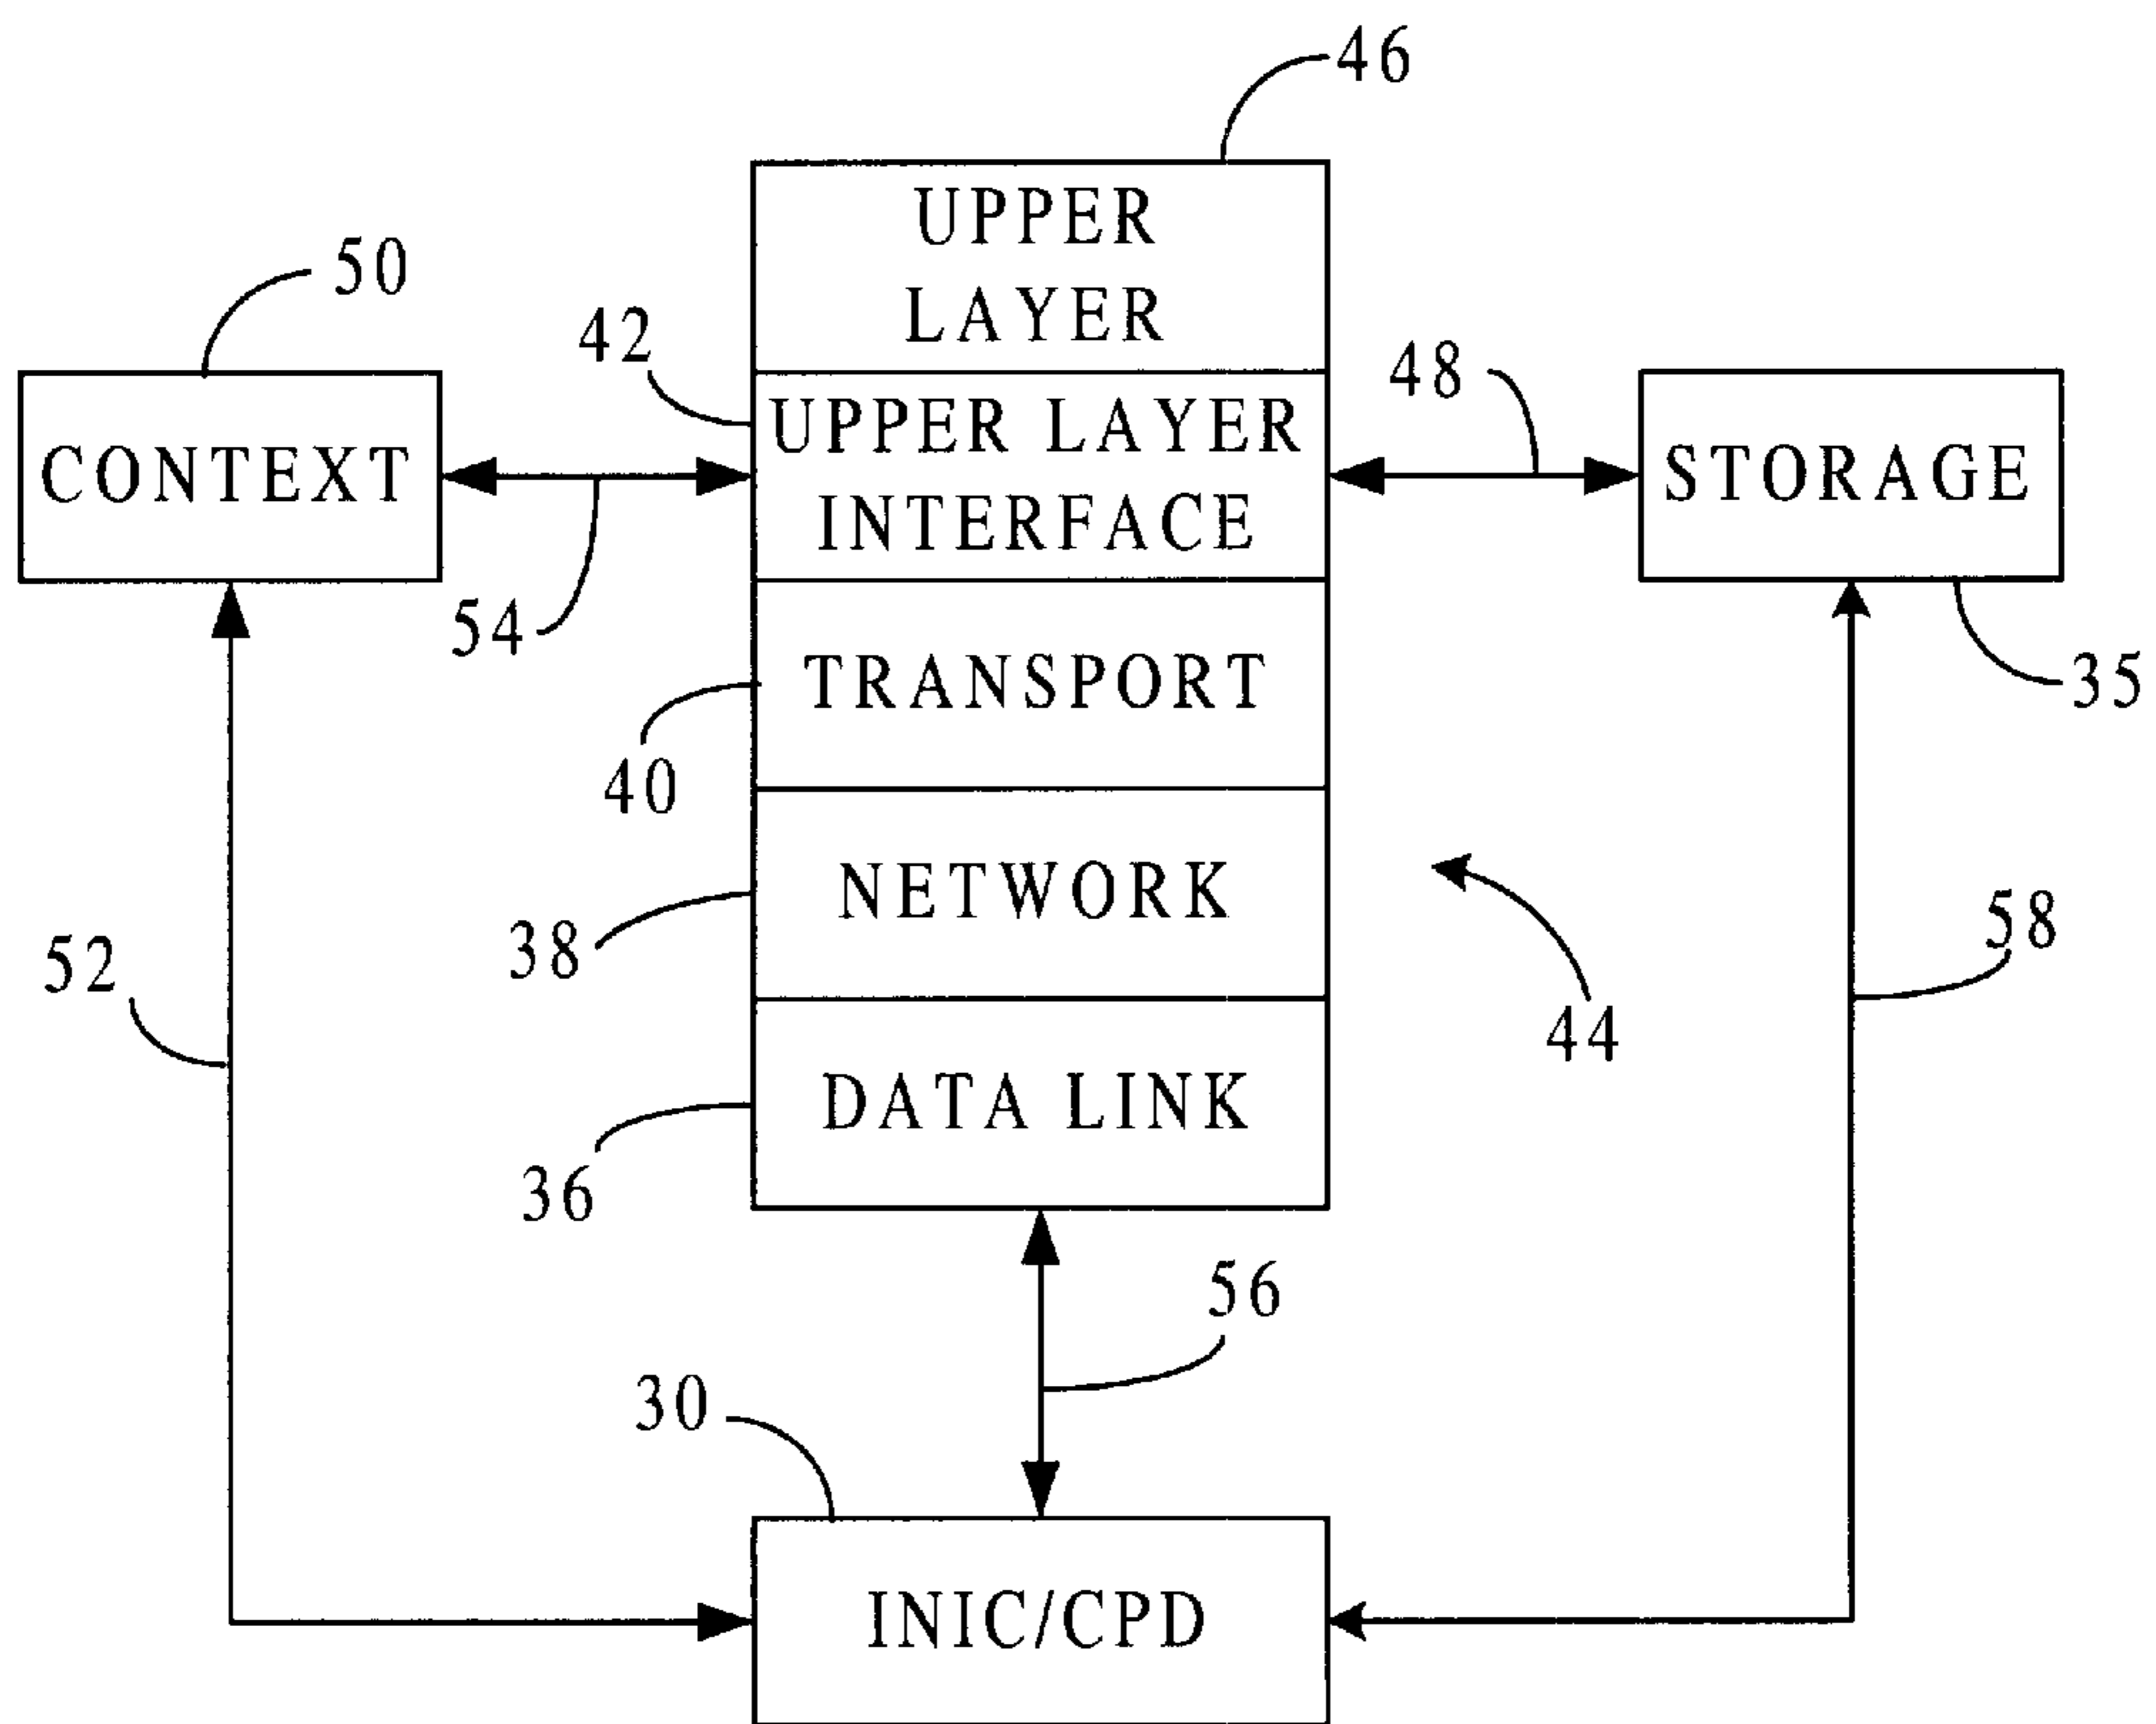 46
UPPER
LAYER
50
42
48
UPPER LAYER
INTERFACE
CONTEXT
STORAGE
54
35
TRANSPORT
40
NETWORK
38
58
52
44
DATA LINK
36
56
30
INIC/CPD